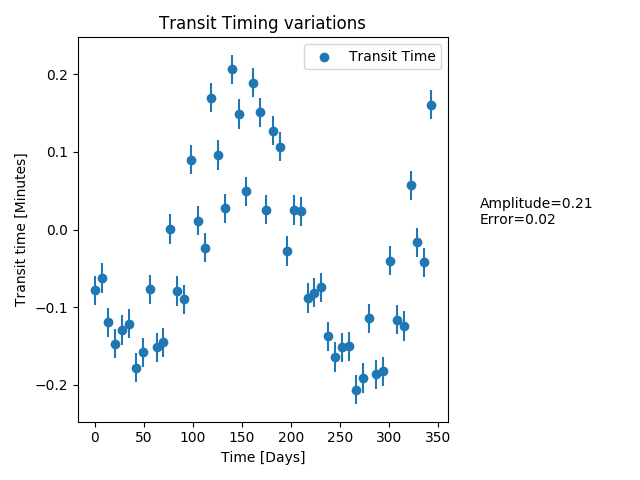 Transit Timing variations
Transit Time
0.2
0.1
0.0
−0.1
−0.2
Transit time [Minutes]
0 50 100 150 200 250 300 350
Time [Days]
Amplitude=0.21
Error=0.02